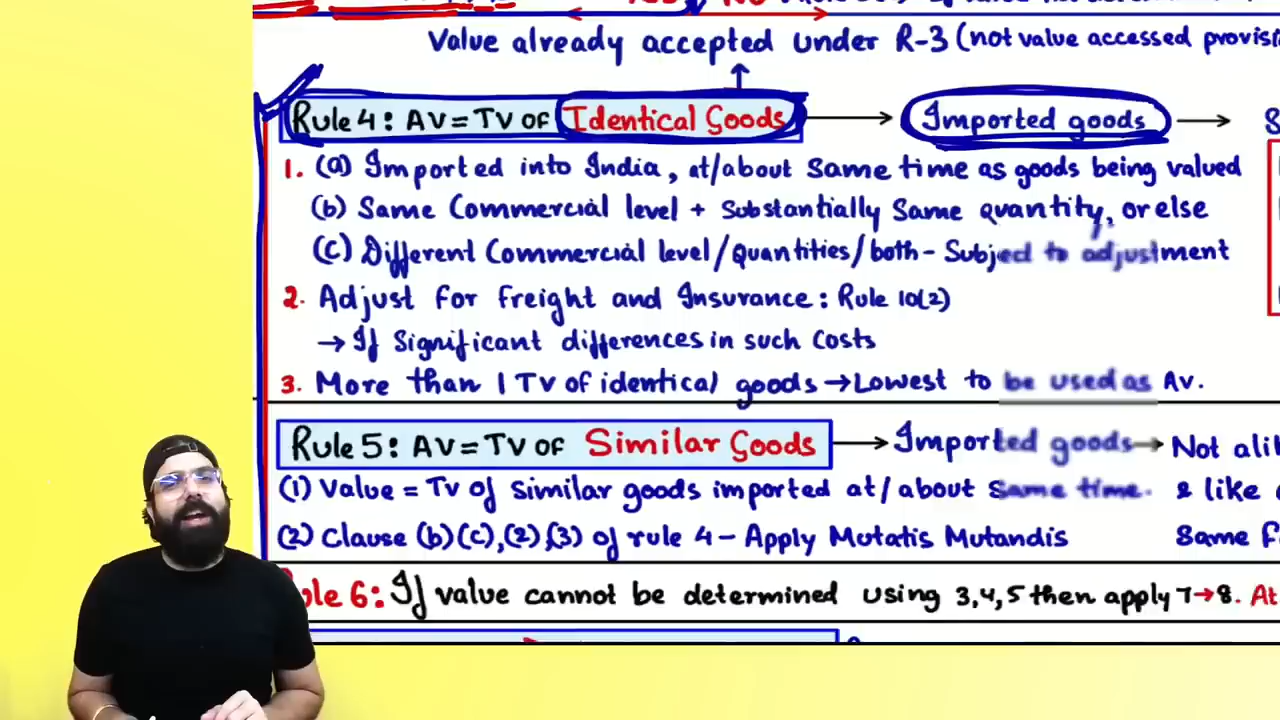 YES NO
Value already accepted under R-3 (not value accessed provisi
Rule 4: AV = TV of Identical Goods → Imported goods → S
1. (a) Imported into India, at/about Same time as goods being valued
(b) Same Commercial level + Substantially Same quantity, or else
(c) Different Commercial level/Quantities/both - Subject to adjustment
2. Adjust for Freight and Insurance: Rule 10(2)
→ If Significant differences in such Costs
3. More than 1 TV of identical goods → Lowest to be used as AV.
Rule 5: AV = TV of Similar Goods → Imported goods → Not ali
(1) Value = TV of Similar goods imported at/about Same time. & like
(2) Clause (b)(c),(2),(3) of rule 4 - Apply Mutatis Mutandis Same f
ule 6: If value cannot be determined using 3,4,5 then apply 7→8. At